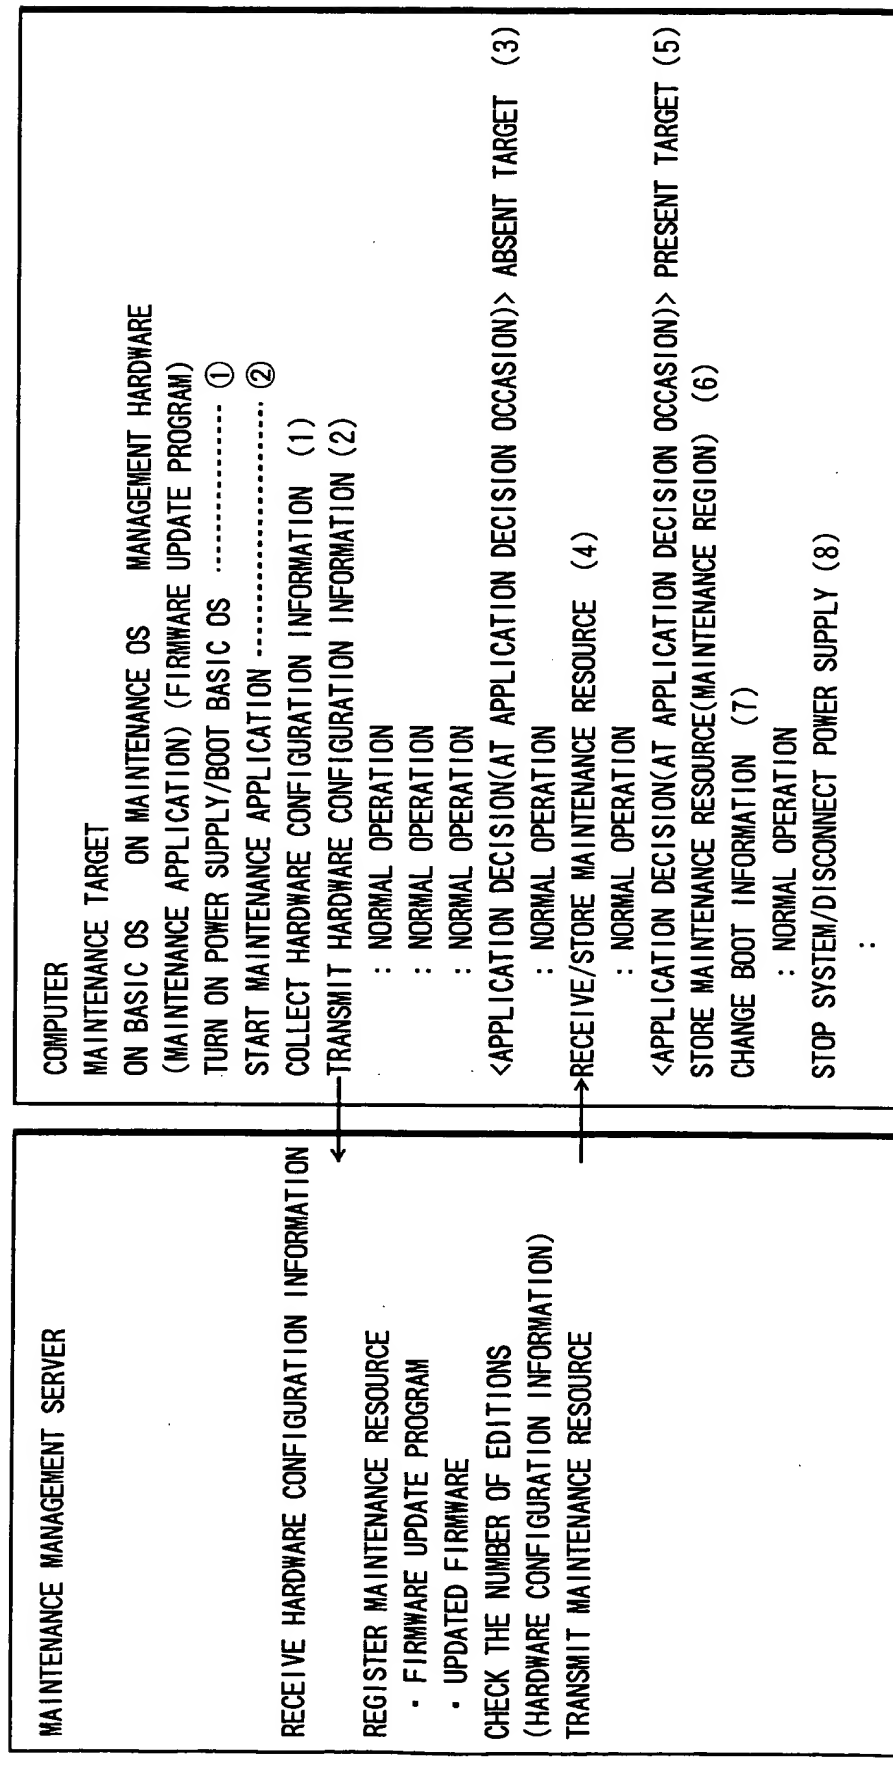 MAINTENANCE MANAGEMENT SERVER
RECEIVE HARDWARE CONFIGURATION INFORMATION
REGISTER MAINTENANCE RESOURCE
・ FIRMWARE UPDATE PROGRAM
・ UPDATED FIRMWARE
CHECK THE NUMBER OF EDITIONS
(HARDWARE CONFIGURATION INFORMATION)
TRANSMIT MAINTENANCE RESOURCE
COMPUTER
MAINTENANCE TARGET
ON BASIC OS ON MAINTENANCE OS MANAGEMENT HARDWARE
(MAINTENANCE APPLICATION) (FIRMWARE UPDATE PROGRAM)
TURN ON POWER SUPPLY/BOOT BASIC OS ---------------- ①
START MAINTENANCE APPLICATION ---------------------- ②
COLLECT HARDWARE CONFIGURATION INFORMATION (1)
TRANSMIT HARDWARE CONFIGURATION INFORMATION (2)
: NORMAL OPERATION
: NORMAL OPERATION
: NORMAL OPERATION
<APPLICATION DECISION(AT APPLICATION DECISION OCCASION)> ABSENT TARGET (3)
: NORMAL OPERATION
RECEIVE/STORE MAINTENANCE RESOURCE (4)
: NORMAL OPERATION
<APPLICATION DECISION(AT APPLICATION DECISION OCCASION)> PRESENT TARGET (5)
STORE MAINTENANCE RESOURCE(MAINTENANCE REGION) (6)
CHANGE BOOT INFORMATION (7)
: NORMAL OPERATION
STOP SYSTEM/DISCONNECT POWER SUPPLY (8)
: